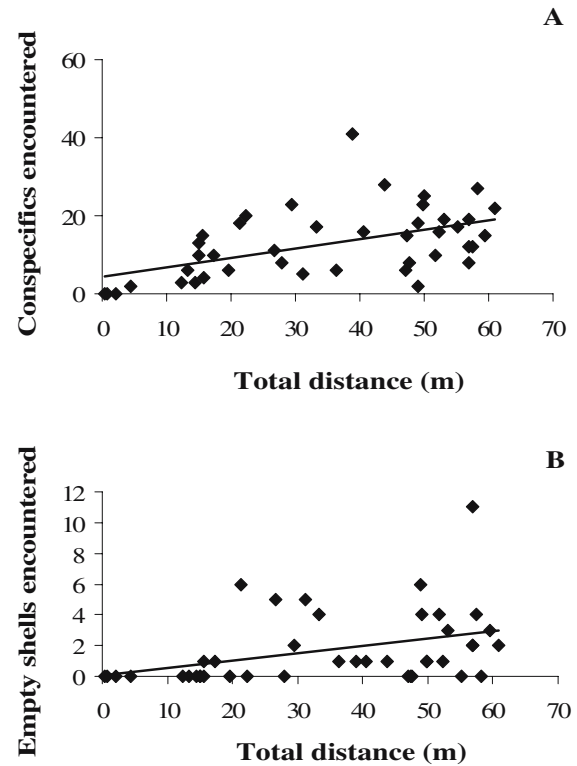 A
Conspecifics encountered
60
40
20
0
0 10 20 30 40 50 60 70
Total distance (m)
B
Empty shells encountered
12
10
8
6
4
2
0
0 10 20 30 40 50 60 70
Total distance (m)